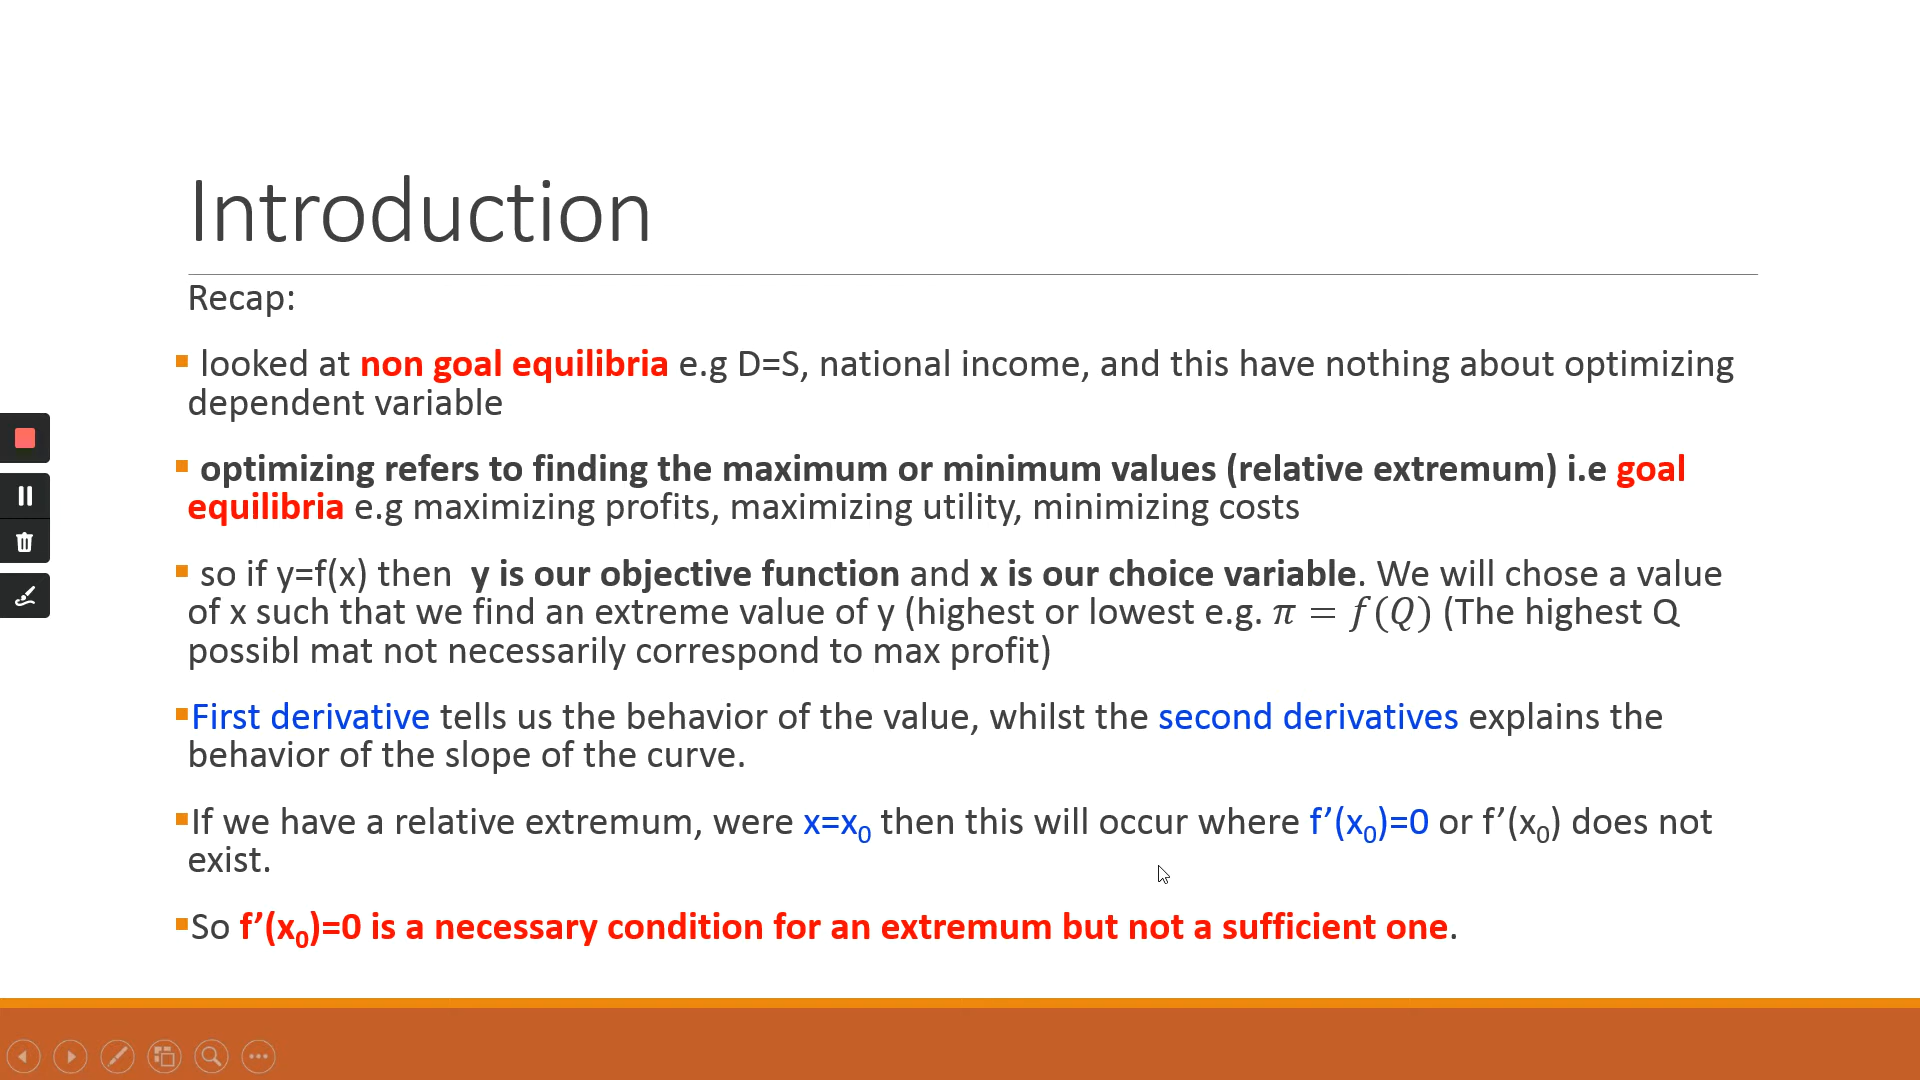 Introduction
Recap:
looked at non goal equilibria e.g D=S, national income, and this have nothing about optimizing
dependent variable
optimizing refers to finding the maximum or minimum values (relative extremum) i.e goal
equilibria e.g maximizing profits, maximizing utility, minimizing costs
so if y=f(x) then y is our objective function and x is our choice variable. We will chose a value
of x such that we find an extreme value of y (highest or lowest e.g. π = f(Q) (The highest Q
possibl mat not necessarily correspond to max profit)
First derivative tells us the behavior of the value, whilst the second derivatives explains the
behavior of the slope of the curve.
If we have a relative extremum, were x=x₀ then this will occur where f’(x₀)=0 or f’(x₀) does not
exist.
So f’(x₀)=0 is a necessary condition for an extremum but not a sufficient one.